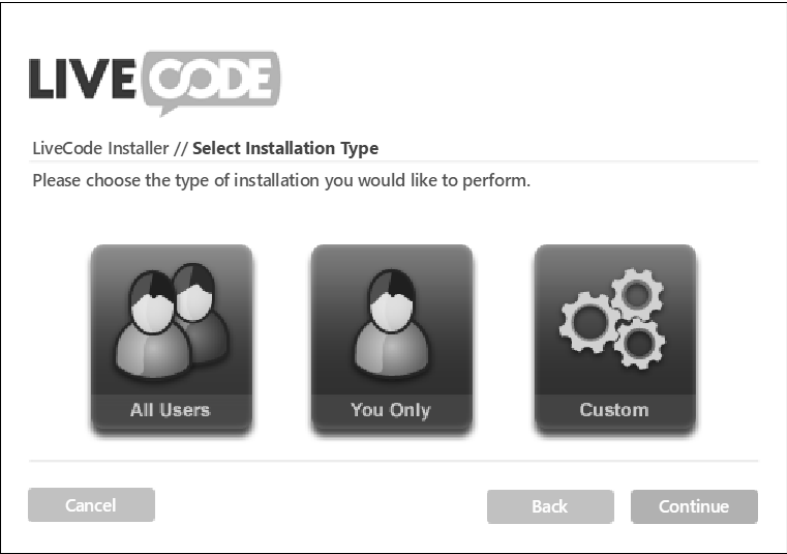 LIVE CODE
LiveCode Installer // Select Installation Type
Please choose the type of installation you would like to perform.
All Users
You Only
Custom
Cancel
Back
Continue